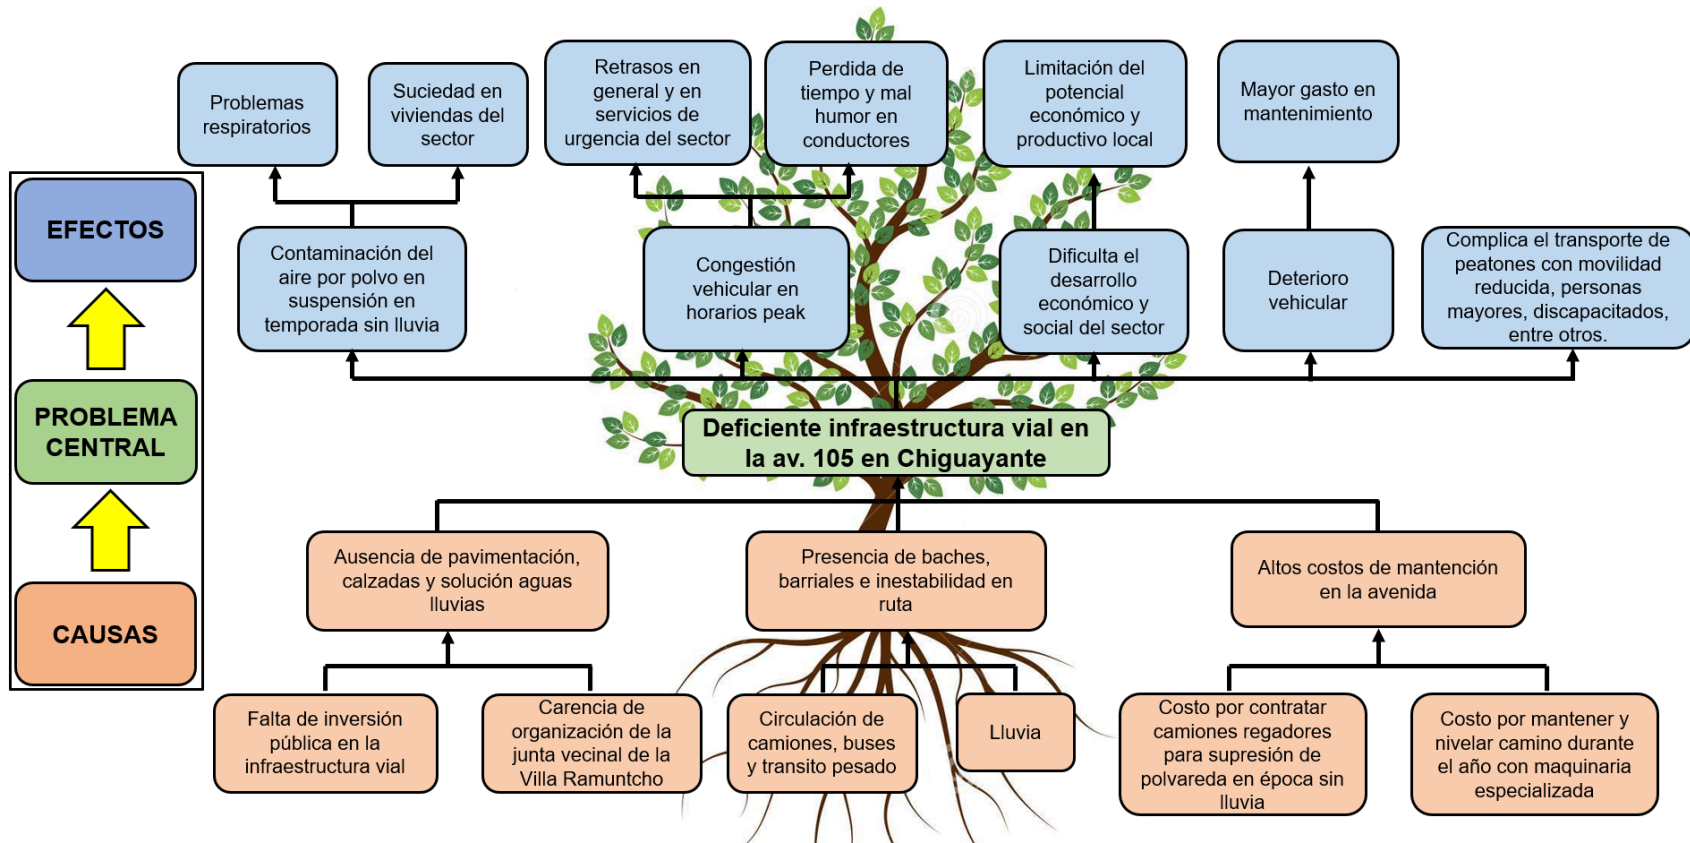 Problemas
respiratorios
Suciedad en
viviendas del
sector
Retrasos en
general y en
servicios de
urgencia del sector
Perdida de
tiempo y mal
humor en
conductores
Limitación del
potencial
económico y
productivo local
Mayor gasto en
mantenimiento
EFECTOS
Contaminación del
aire por polvo en
suspensión en
temporada sin lluvia
Congestión
vehicular en
horarios peak
Dificulta el
desarrollo
económico y
social del sector
Deterioro
vehicular
Complica el transporte de
peatones con movilidad
reducida, personas
mayores, discapacitados,
entre otros.
PROBLEMA
CENTRAL
Deficiente infraestructura vial en
la av. 105 en Chiguayante
CAUSAS
Ausencia de pavimentación,
calzadas y solución aguas
lluvias
Presencia de baches,
barriales e inestabilidad en
ruta
Altos costos de mantención
en la avenida
Falta de inversión
pública en la
infraestructura vial
Carencia de
organización de la
junta vecinal de la
Villa Ramuntcho
Circulación de
camiones, buses
y transito pesado
Lluvia
Costo por contratar
camiones regadores
para supresión de
polvareda en época sin
lluvia
Costo por mantener y
nivelar camino durante
el año con maquinaria
especializada